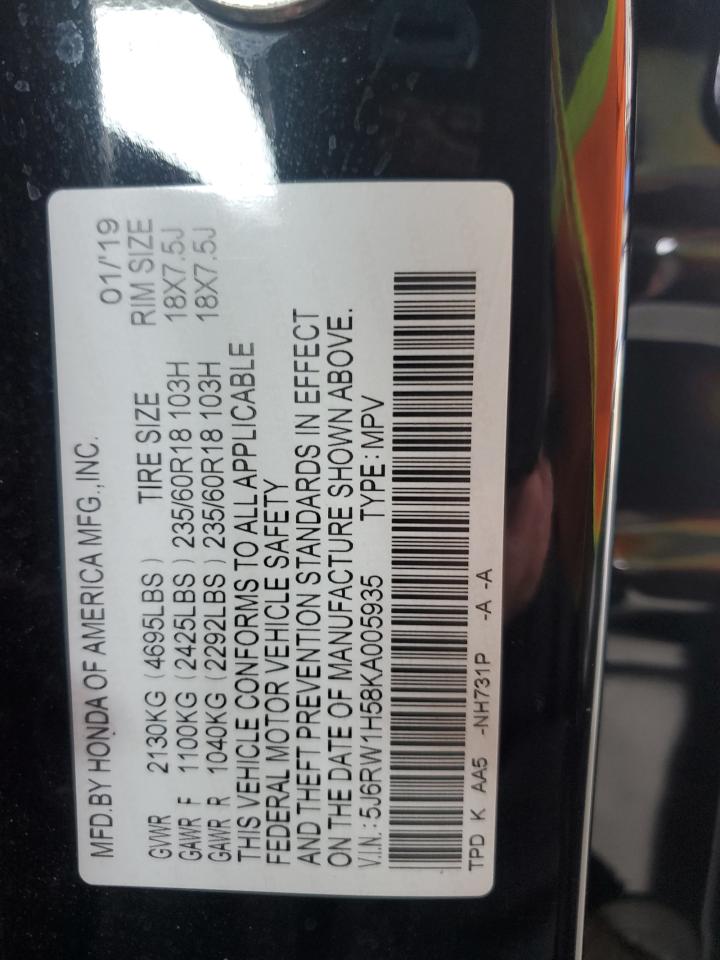 MFD.BY HONDA OF AMERICA MFG.,INC. 01/'19
GVWR 2130KG (4695LBS) TIRE SIZE RIM SIZE
GAWR F 1100KG (2425LBS) 235/60R18 103H 18X7.5J
GAWR R 1040KG (2292LBS) 235/60R18 103H 18X7.5J
THIS VEHICLE CONFORMS TO ALL APPLICABLE
FEDERAL MOTOR VEHICLE SAFETY
AND THEFT PREVENTION STANDARDS IN EFFECT
ON THE DATE OF MANUFACTURE SHOWN ABOVE.
V.I.N.: 5J6RW1H58KA005935 TYPE: MPV
TPD K AA5 -NH731P -A -A